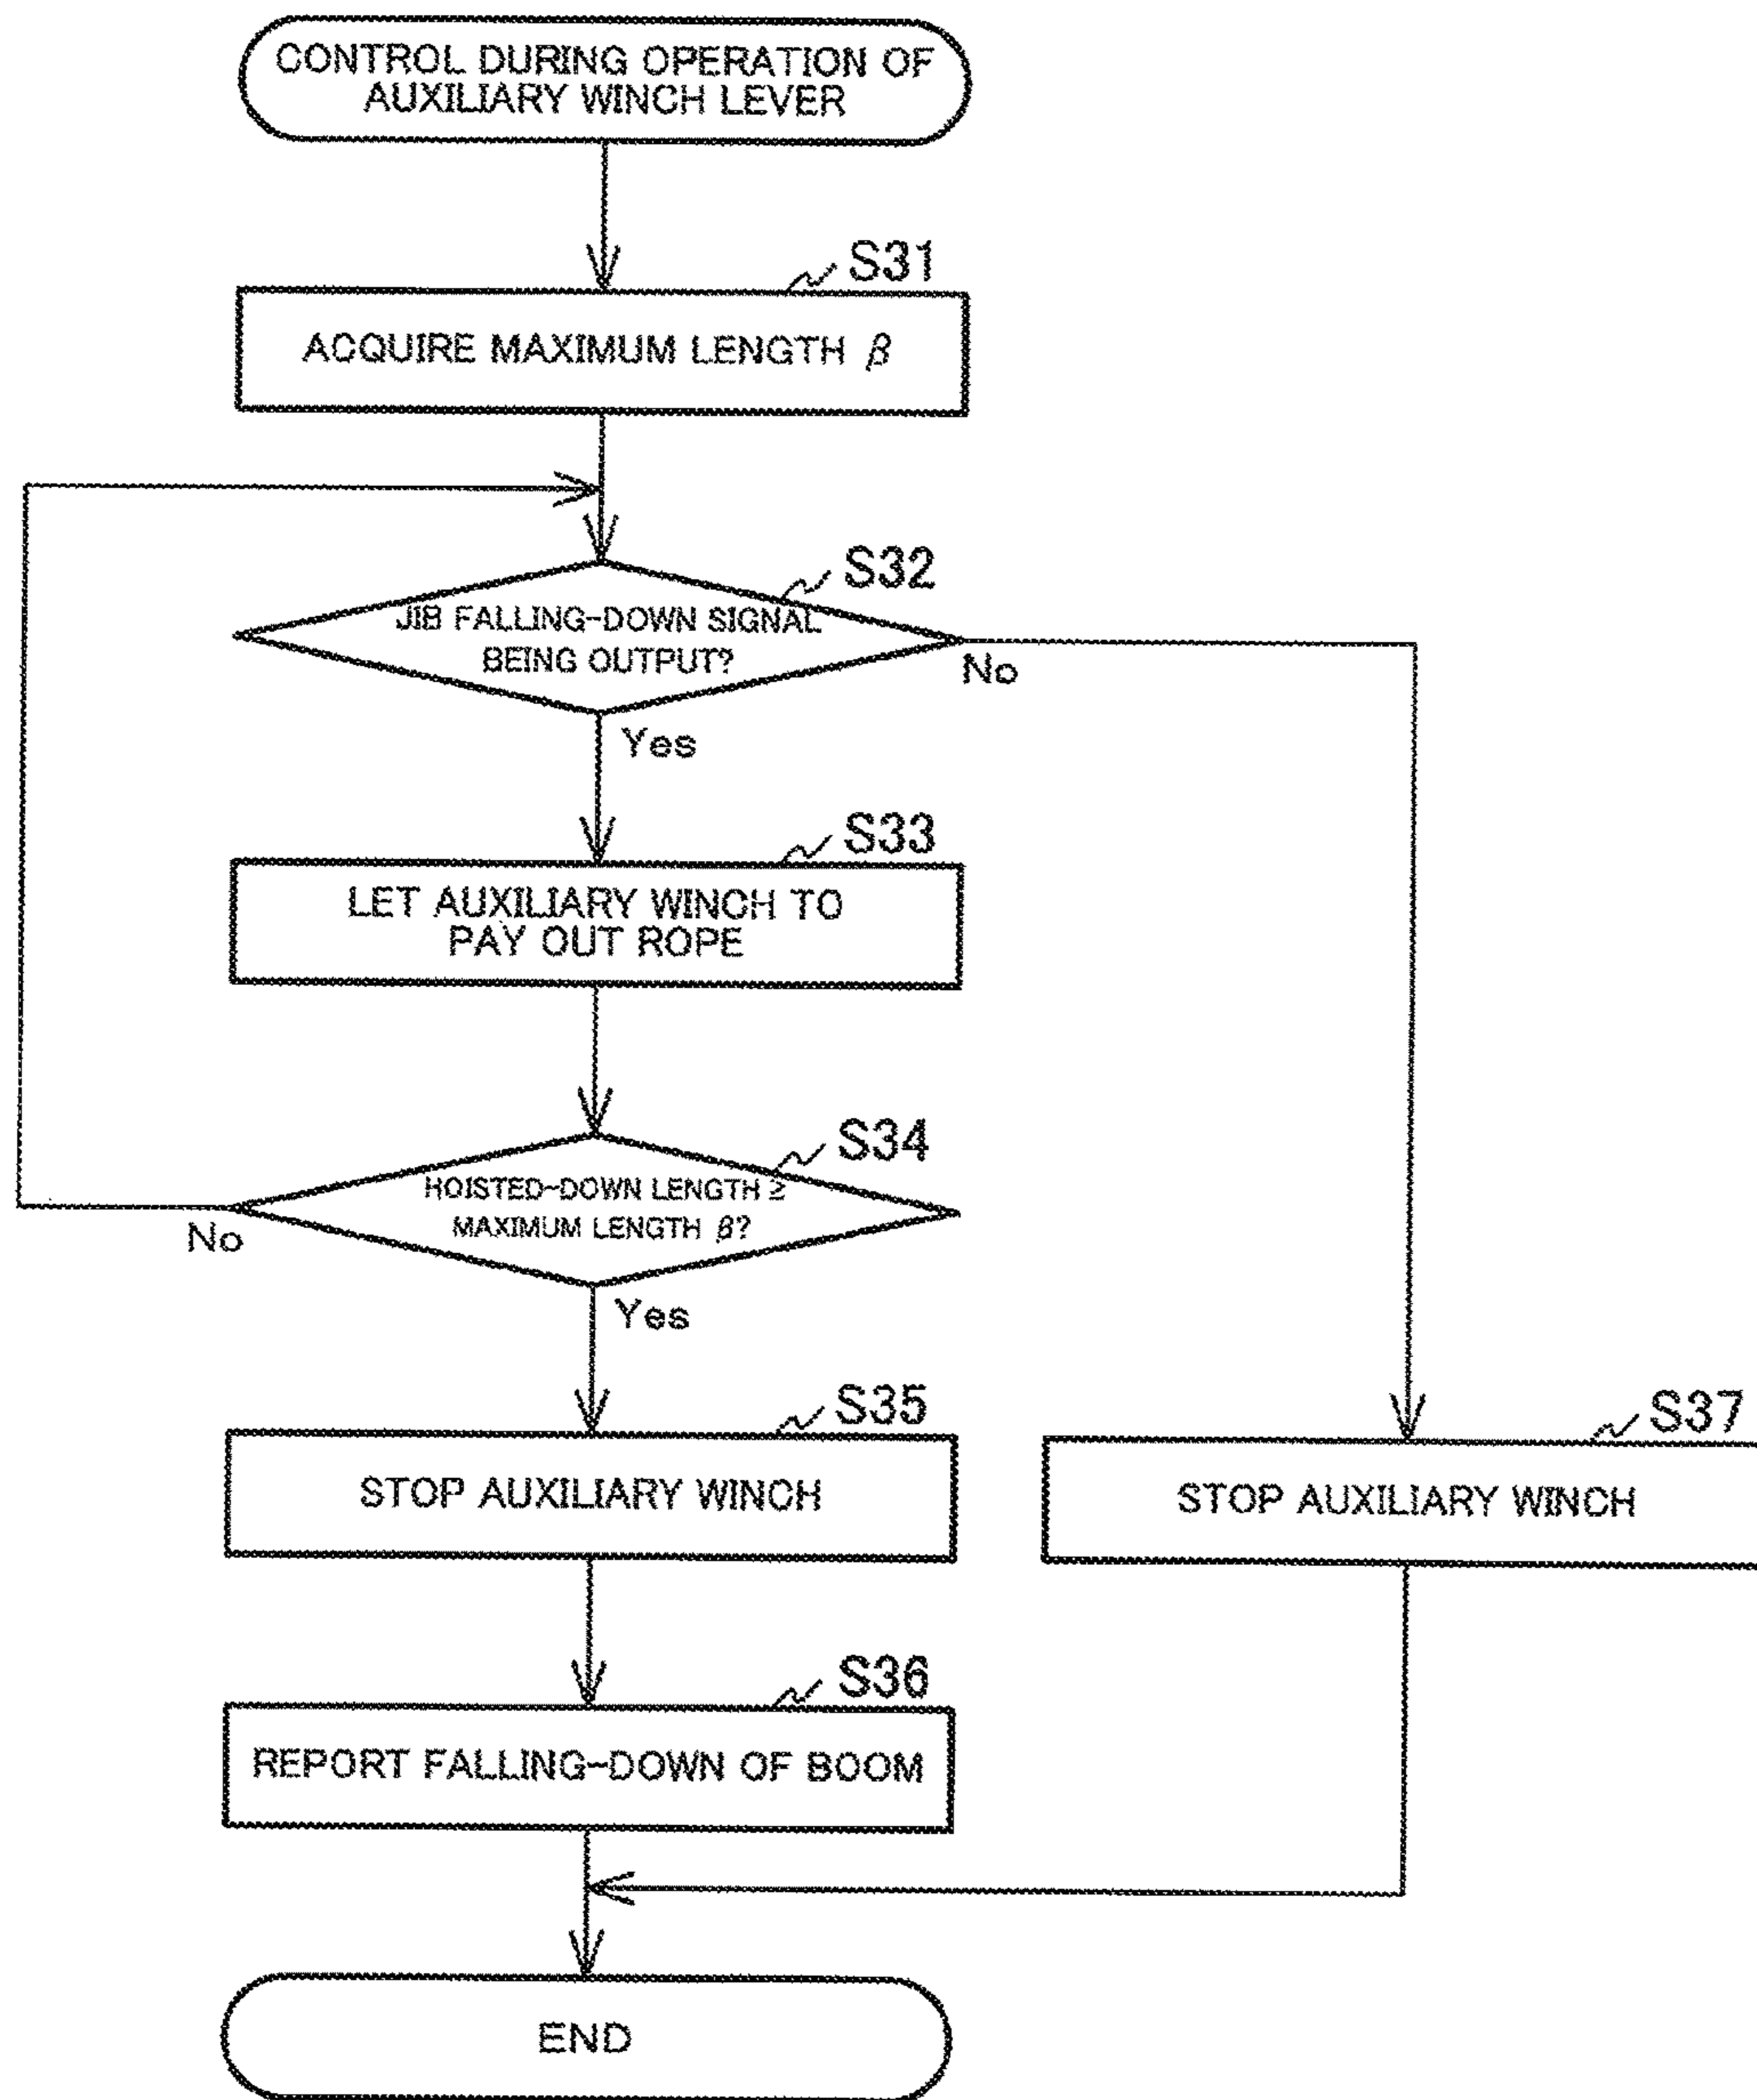 CONTROL DURING OPERATION OF
AUXILIARY WINCH LEVER
S31
ACQUIRE MAXIMUM LENGTH β
S32
JIB FALLING-DOWN SIGNAL
BEING OUTPUT?
No
Yes
S33
LET AUXILIARY WINCH TO
PAY OUT ROPE
S34
HOISTED-DOWN LENGTH ≥
MAXIMUM LENGTH β?
No
Yes
S35
STOP AUXILIARY WINCH
S37
STOP AUXILIARY WINCH
S36
REPORT FALLING-DOWN OF BOOM
END